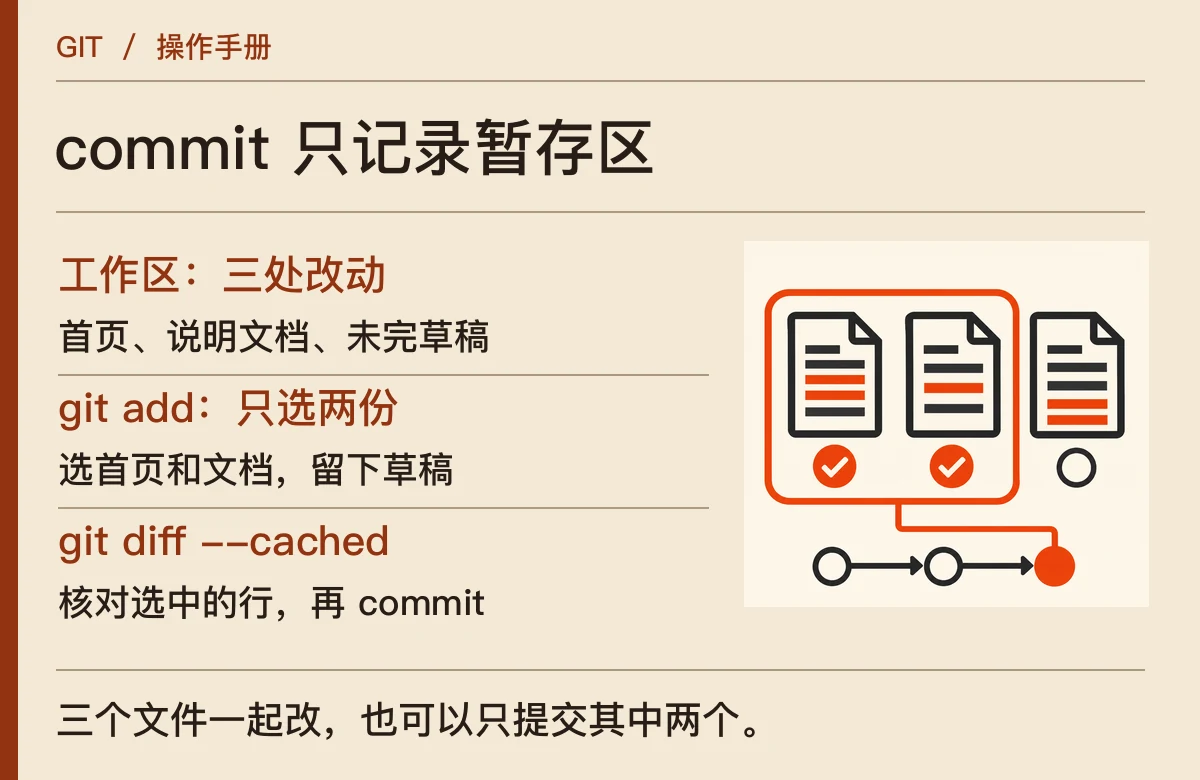 GIT / 操作手册
commit 只记录暂存区
工作区：三处改动
首页、说明文档、未完草稿
git add：只选两份
选首页和文档，留下草稿
git diff --cached
核对选中的行，再 commit
三个文件一起改，也可以只提交其中两个。